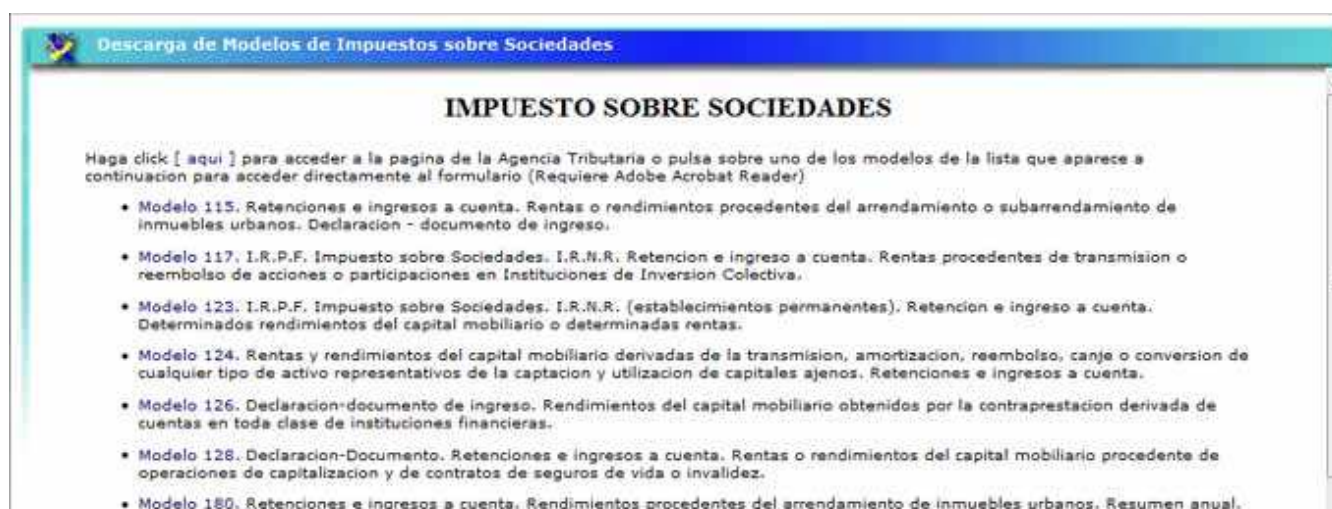 Descarga de Modelos de Impuestos sobre Sociedades
IMPUESTO SOBRE SOCIEDADES
Haga click [ aqui ] para acceder a la pagina de la Agencia Tributaria o pulsa sobre uno de los modelos de la lista que aparece a
continuacion para acceder directamente al formulario (Requiere Adobe Acrobat Reader)
• Modelo 115. Retenciones e ingresos a cuenta. Rentas o rendimientos procedentes del arrendamiento o subarrendamiento de
inmuebles urbanos. Declaracion - documento de ingreso.
• Modelo 117. I.R.P.F. Impuesto sobre Sociedades. I.R.N.R. Retencion e ingreso a cuenta. Rentas procedentes de transmision o
reembolso de acciones o participaciones en Instituciones de Inversion Colectiva.
• Modelo 123. I.R.P.F. Impuesto sobre Sociedades. I.R.N.R. (establecimientos permanentes). Retencion e ingreso a cuenta.
Determinados rendimientos del capital mobiliario o determinadas rentas.
• Modelo 124. Rentas y rendimientos del capital mobiliario derivadas de la transmision, amortizacion, reembolso, canje o conversion de
cualquier tipo de activo representativos de la captacion y utilizacion de capitales ajenos. Retenciones e ingresos a cuenta.
• Modelo 126. Declaracion-documento de ingreso. Rendimientos del capital mobiliario obtenidos por la contraprestacion derivada de
cuentas en toda clase de instituciones financieras.
• Modelo 128. Declaracion-Documento. Retenciones e ingresos a cuenta. Rentas o rendimientos del capital mobiliario procedente de
operaciones de capitalizacion y de contratos de seguros de vida o invalidez.
• Modelo 180. Retenciones e ingresos a cuenta. Rendimientos procedentes del arrendamiento de inmuebles urbanos. Resumen anual.